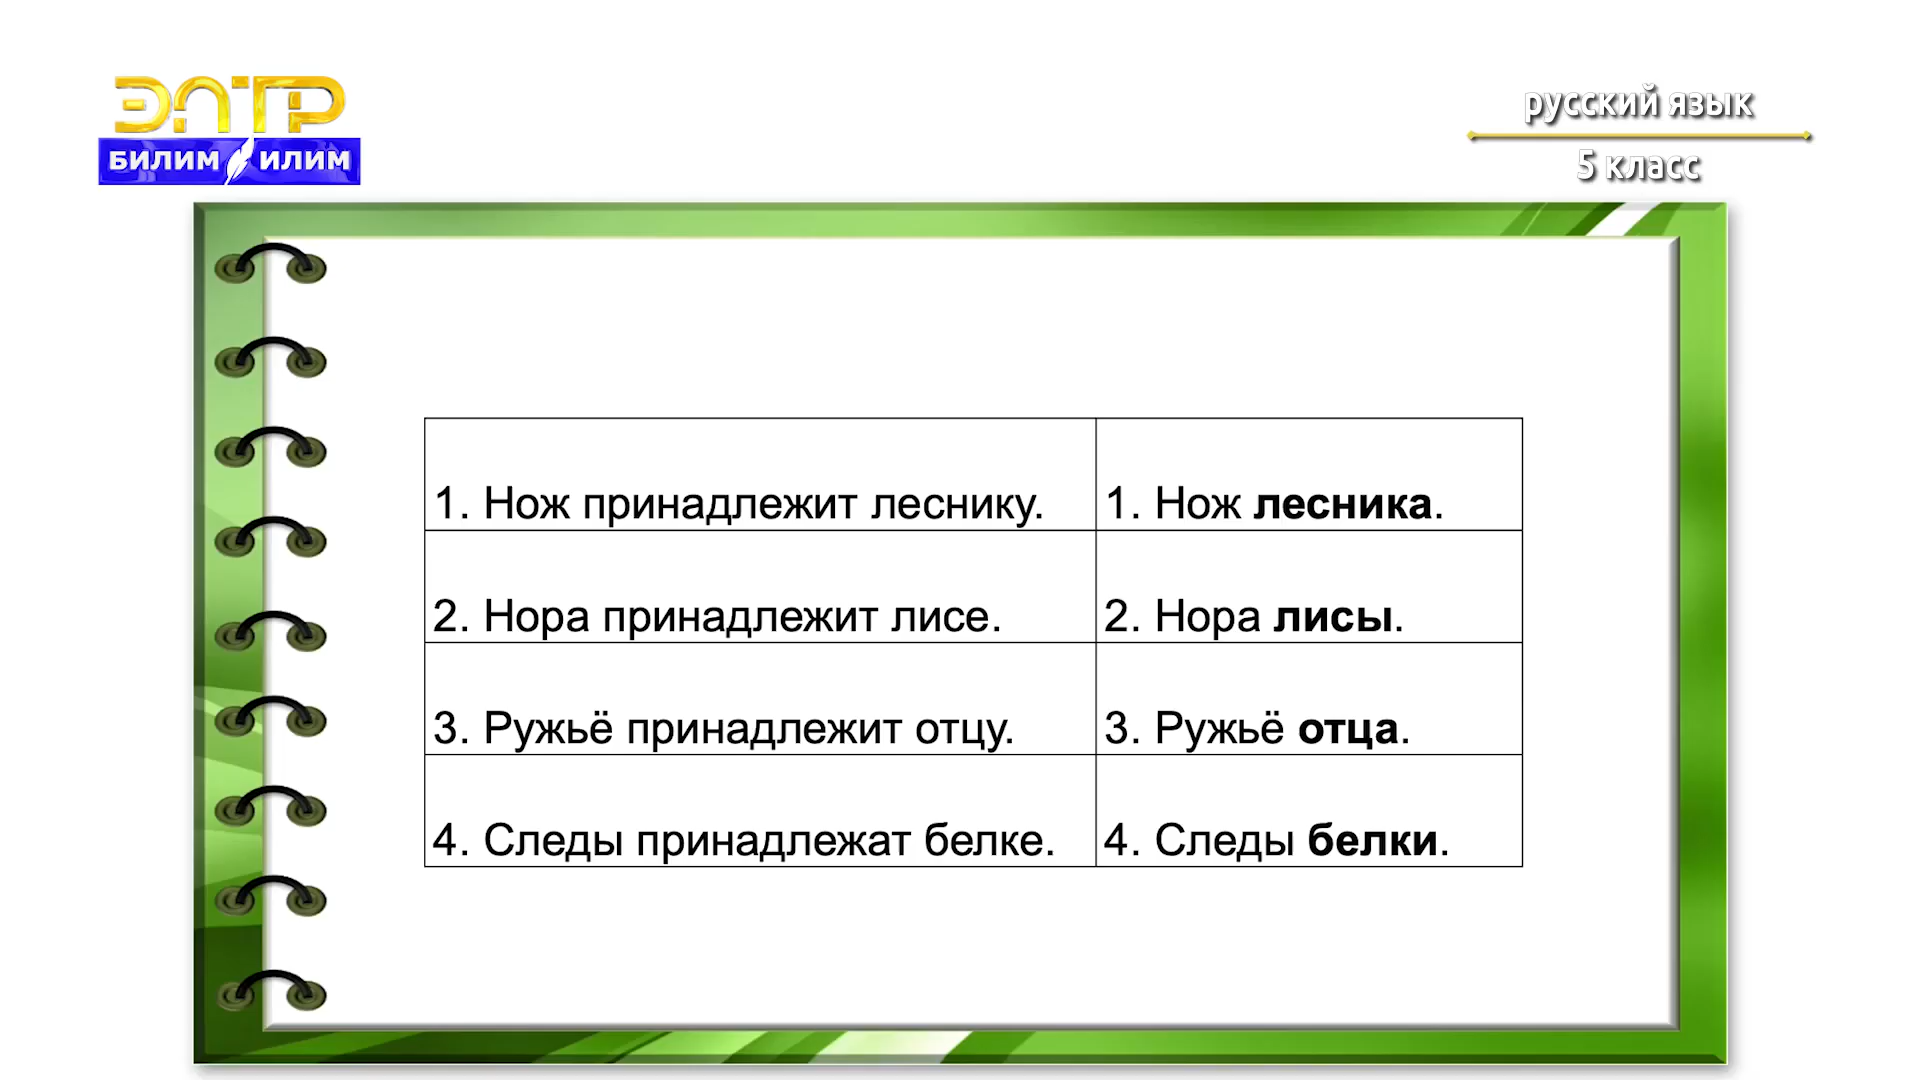 ЭЛТР
БИЛИМ ИЛИМ
русский язык
5 класс
1. Нож принадлежит леснику.
1. Нож лесника.
2. Нора принадлежит лисе.
2. Нора лисы.
3. Ружьё принадлежит отцу.
3. Ружьё отца.
4. Следы принадлежат белке.
4. Следы белки.